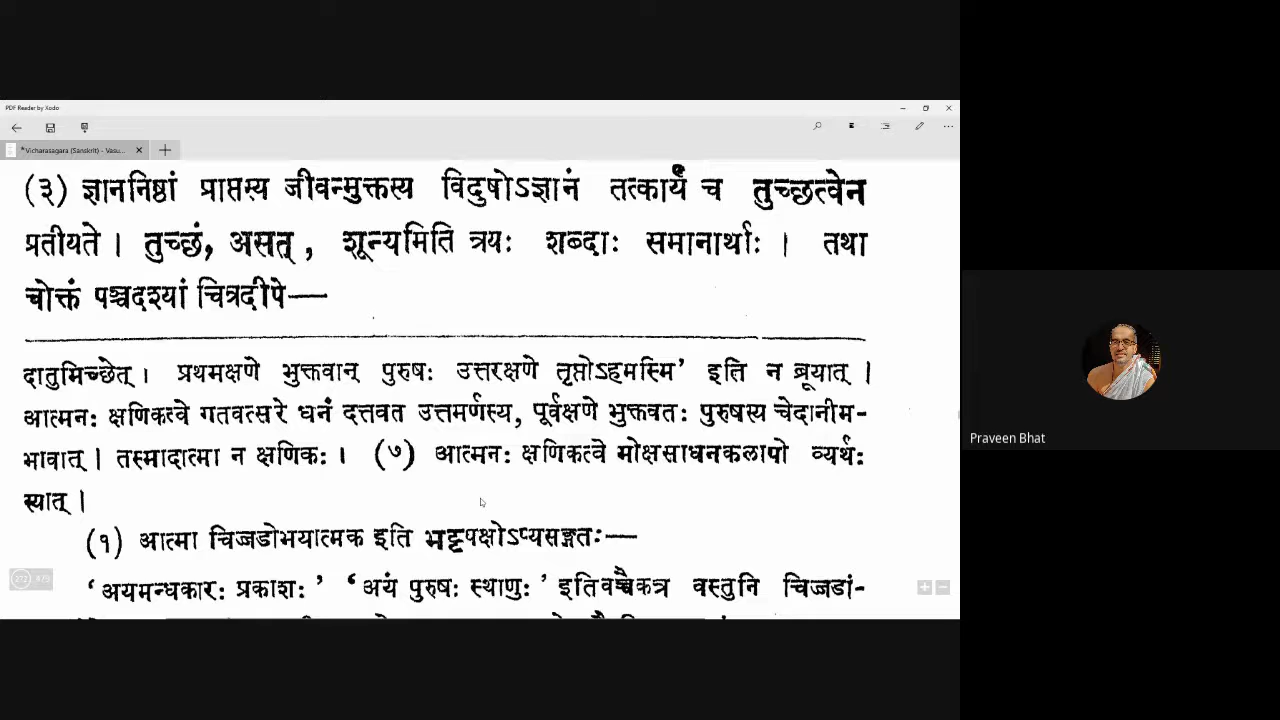 PDF Reader by Xodo
*Vicharasagara (Sanskrit) - Vasu...
(३) ज्ञाननिष्ठां प्राप्तस्य जीवन्मुक्तस्य विदुषोऽज्ञानं तत्कार्यं च तुच्छत्वेन
प्रतीयते । तुच्छं, असत् , शून्यमिति त्रयः शब्दाः समानार्थाः । तथा
चोक्तं पञ्चदश्यां चित्रदीपे—
दातुमिच्छेत् । प्रथमक्षणे भुक्तवान् पुरुषः उत्तरक्षणे तृप्तोऽहमस्मि’ इति न ब्रूयात् ।
आत्मनः क्षणिकत्वे गतवत्सरे धनं दत्तवत उत्तमर्णस्य, पूर्वक्षणे भुक्तवतः पुरुषस्य चेदानीम-
भावात् । तस्मादात्मा न क्षणिकः । (७) आत्मनः क्षणिकत्वे मोक्षसाधनकलापो व्यर्थः
स्यात् ।
(१) आत्मा चिज्जडोभयात्मक इति भट्टपक्षोऽप्यसङ्गतः—
‘अयमन्धकारः प्रकाशः’ ‘अयं पुरुषः स्थाणुः’ इतिवच्चैकत्र वस्तुनि चिज्जडां-
Praveen Bhat